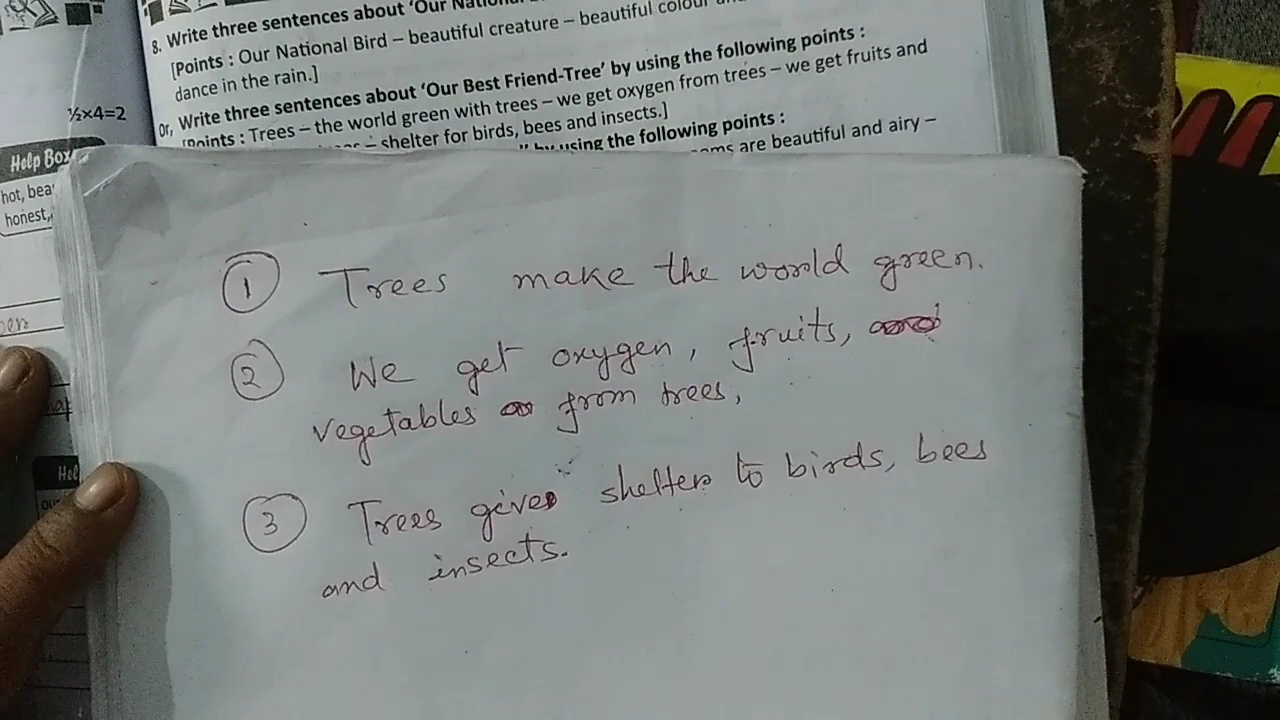 8. Write three sentences about 'Our
[Points : Our National Bird – beautiful creature – beautiful colour
dance in the rain.]
Or, Write three sentences about 'Our Best Friend-Tree' by using the following points :
[Points : Trees – the world green with trees – we get oxygen from trees – we get fruits and
– shelter for birds, bees and insects.]
by using the following points :
are beautiful and airy –
½×4=2
Help Box
hot,
honest,
① Trees make the world green.
② We get oxygen, fruits,
vegetables from trees,
③ Trees give shelter to birds, bees
and insects.